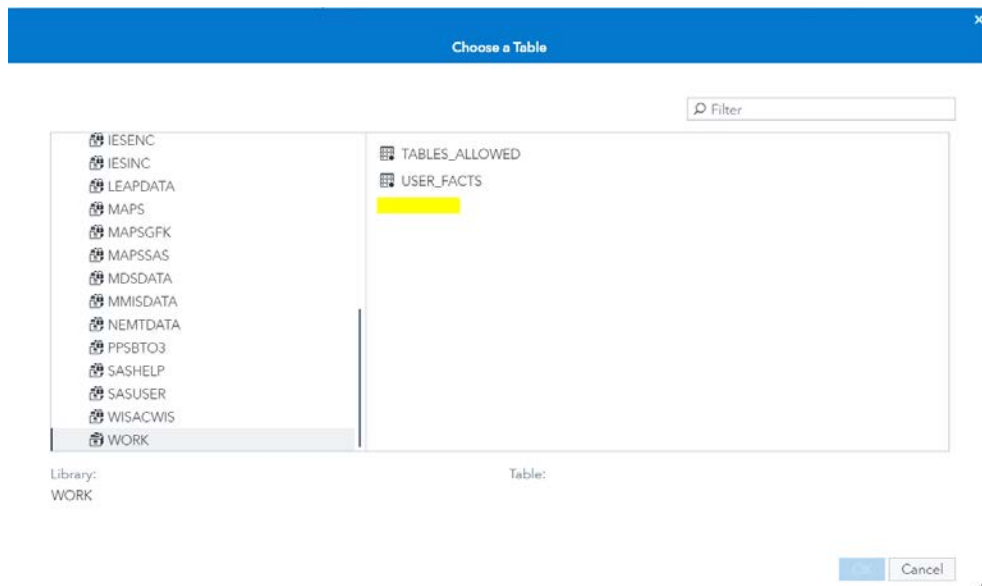 Choose a Table
Filter
IESENC
IESINC
LEAPDATA
MAPS
MAPSGFK
MAPSSAS
MDSDATA
MMISDATA
NEMTDATA
PPSBTO3
SASHELP
SASUSER
WISACWIS
WORK
TABLES_ALLOWED
USER_FACTS
Library:
WORK
Table:
OK
Cancel